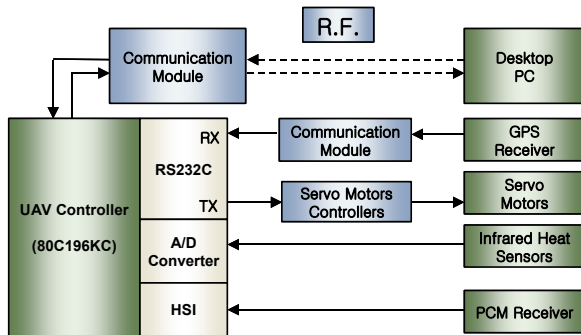 R.F.
Communication
Module
Desktop
PC
RX
Communication
Module
GPS
Receiver
RS232C
UAV Controller
(80C196KC)
TX
Servo Motors
Controllers
Servo
Motors
A/D
Converter
Infrared Heat
Sensors
HSI
PCM Receiver